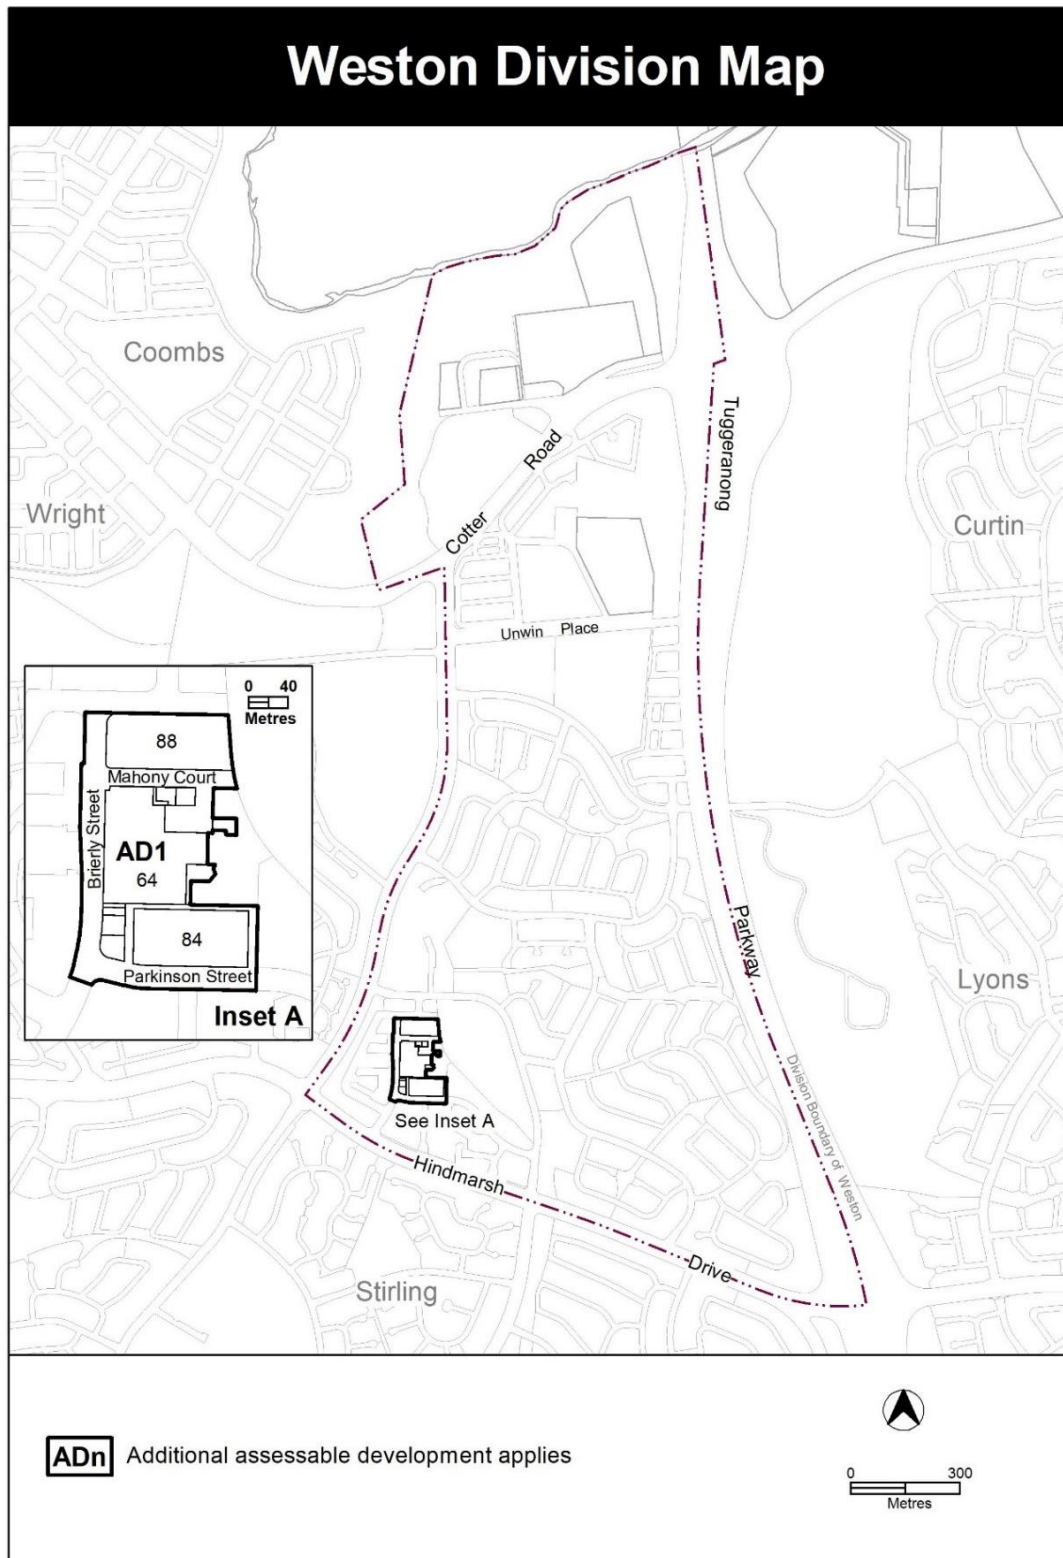 Weston Division Map
Coombs
Wright
Cotter Road
Tuggeranong
Curtin
Unwin Place
0 40
Metres
88
Mahony Court
Brierly Street
AD1
64
84
Parkinson Street
Inset A
Parkway
Lyons
See Inset A
Division Boundary of Weston
Hindmarsh
Drive
Stirling
ADn Additional assessable development applies
0 300
Metres